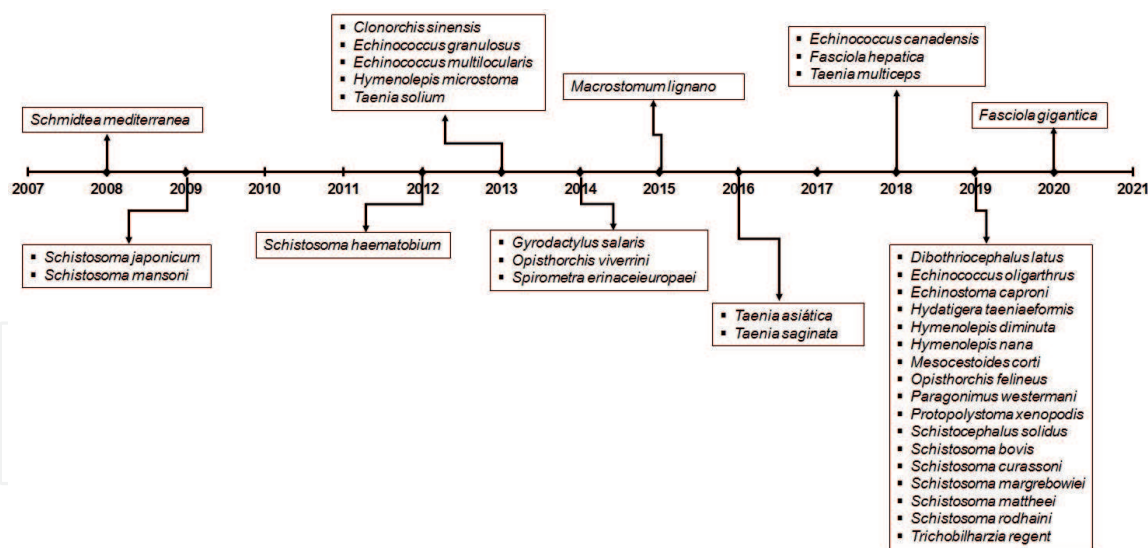 ▪ Clonorchis sinensis
▪ Echinococcus granulosus
▪ Echinococcus multilocularis
▪ Hymenolepis microstoma
▪ Taenia solium
▪ Echinococcus canadensis
▪ Fasciola hepatica
▪ Taenia multiceps
Macrostomum lignano
Schmidtea mediterranea
Fasciola gigantica
2007 2008 2009 2010 2011 2012 2013 2014 2015 2016 2017 2018 2019 2020 2021
▪ Schistosoma japonicum
▪ Schistosoma mansoni
Schistosoma haematobium
▪ Gyrodactylus salaris
▪ Opisthorchis viverrini
▪ Spirometra erinaceieuropaei
▪ Taenia asiática
▪ Taenia saginata
▪ Dibothriocephalus latus
▪ Echinococcus oligarthrus
▪ Echinostoma caproni
▪ Hydatigera taeniaeformis
▪ Hymenolepis diminuta
▪ Hymenolepis nana
▪ Mesocestoides corti
▪ Opisthorchis felineus
▪ Paragonimus westermani
▪ Protopolystoma xenopodis
▪ Schistocephalus solidus
▪ Schistosoma bovis
▪ Schistosoma curassoni
▪ Schistosoma margrebowiei
▪ Schistosoma mattheei
▪ Schistosoma rodhaini
▪ Trichobilharzia regent